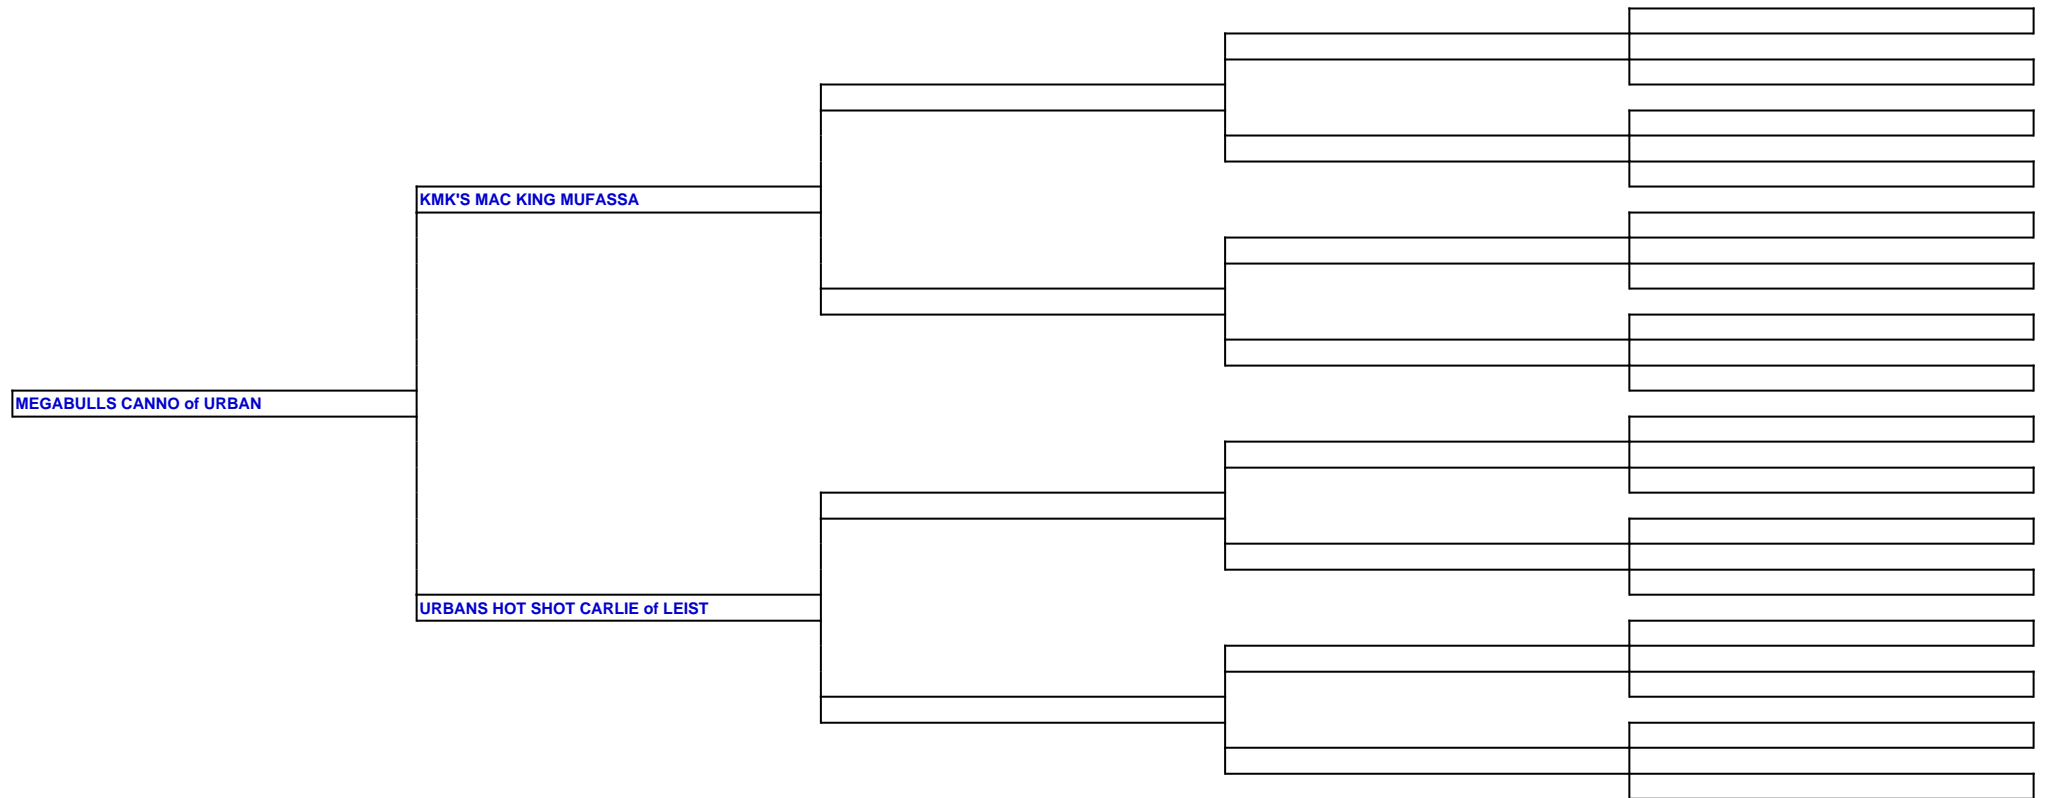 KMK'S MAC KING MUFASSA
MEGABULLS CANNO of URBAN
URBANS HOT SHOT CARLIE of LEIST